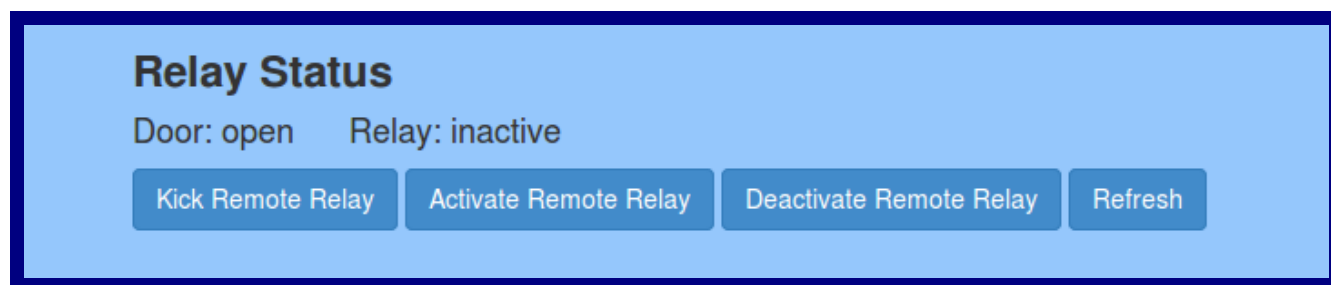 Relay Status
Door: open Relay: inactive
Kick Remote Relay Activate Remote Relay Deactivate Remote Relay Refresh